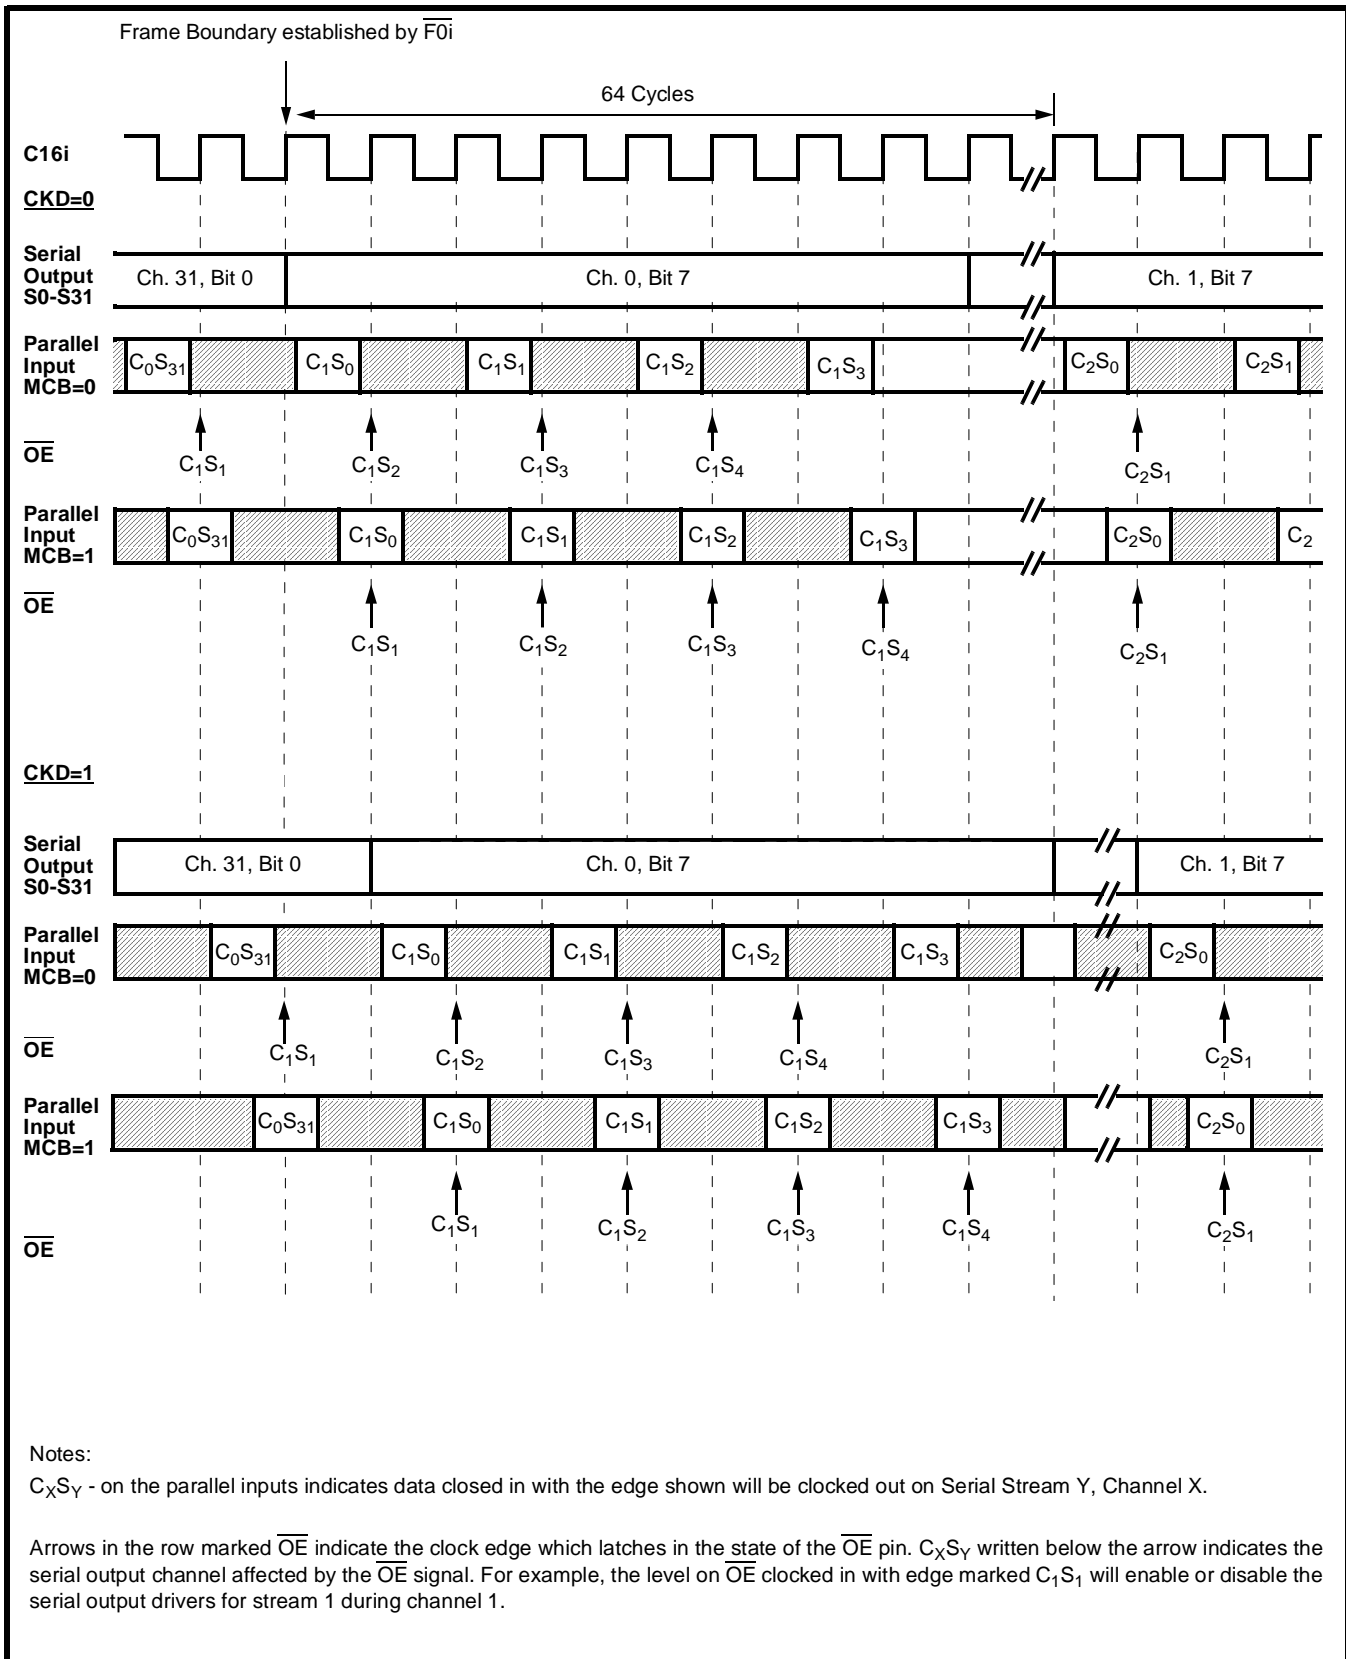 Frame Boundary established by F0i
64 Cycles
C16i
CKD=0
Serial
Output
S0-S31
Ch. 31, Bit 0
Ch. 0, Bit 7
Ch. 1, Bit 7
Parallel
Input
MCB=0
C0S31
C1S0
C1S1
C1S2
C1S3
C2S0
C2S1
OE
C1S1
C1S2
C1S3
C1S4
C2S1
Parallel
Input
MCB=1
C0S31
C1S0
C1S1
C1S2
C1S3
C2S0
C2
OE
C1S1
C1S2
C1S3
C1S4
C2S1
CKD=1
Serial
Output
S0-S31
Ch. 31, Bit 0
Ch. 0, Bit 7
Ch. 1, Bit 7
Parallel
Input
MCB=0
C0S31
C1S0
C1S1
C1S2
C1S3
C2S0
OE
C1S1
C1S2
C1S3
C1S4
C2S1
Parallel
Input
MCB=1
C0S31
C1S0
C1S1
C1S2
C1S3
C2S0
OE
C1S1
C1S2
C1S3
C1S4
C2S1
Notes:
CXSY - on the parallel inputs indicates data closed in with the edge shown will be clocked out on Serial Stream Y, Channel X.
Arrows in the row marked OE indicate the clock edge which latches in the state of the OE pin. CXSY written below the arrow indicates the
serial output channel affected by the OE signal. For example, the level on OE clocked in with edge marked C1S1 will enable or disable the
serial output drivers for stream 1 during channel 1.